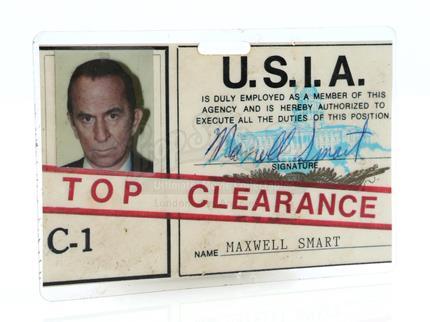 U.S.I.A.
IS DULY EMPLOYED AS A MEMBER OF THIS
AGENCY AND IS HEREBY AUTHORIZED TO
EXECUTE ALL THE DUTIES OF THIS POSITION.
Maxwell Smart
SIGNATURE
TOP CLEARANCE
C-1
NAME MAXWELL SMART